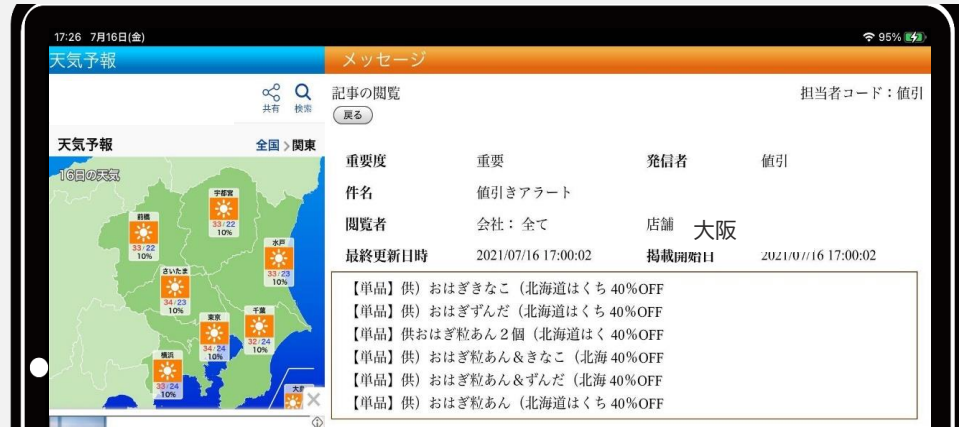 17:26 7月16日(金)
95%
天気予報
メッセージ
共有
検索
記事の閲覧
担当者コード：値引
戻る
天気予報
全国 > 関東
16日の天気
重要度 重要 発信者 値引
件名 値引きアラート
閲覧者 会社： 全て 店舗 大阪
最終更新日時 2021/07/16 17:00:02 掲載開始日 2021/07/16 17:00:02
宇都宮
33/22
10%
前橋
33/22
10%
水戸
33/23
10%
さいたま
34/23
10%
東京
34/24
10%
千葉
32/24
10%
横浜
33/24
10%
【単品】供）おはぎきなこ（北海道はくち 40%OFF
【単品】供）おはぎずんだ（北海道はくち 40%OFF
【単品】供おはぎ粒あん２個（北海道はく 40%OFF
【単品】供）おはぎ粒あん＆きなこ（北海 40%OFF
【単品】供）おはぎ粒あん＆ずんだ（北海 40%OFF
【単品】供）おはぎ粒あん（北海道はくち 40%OFF